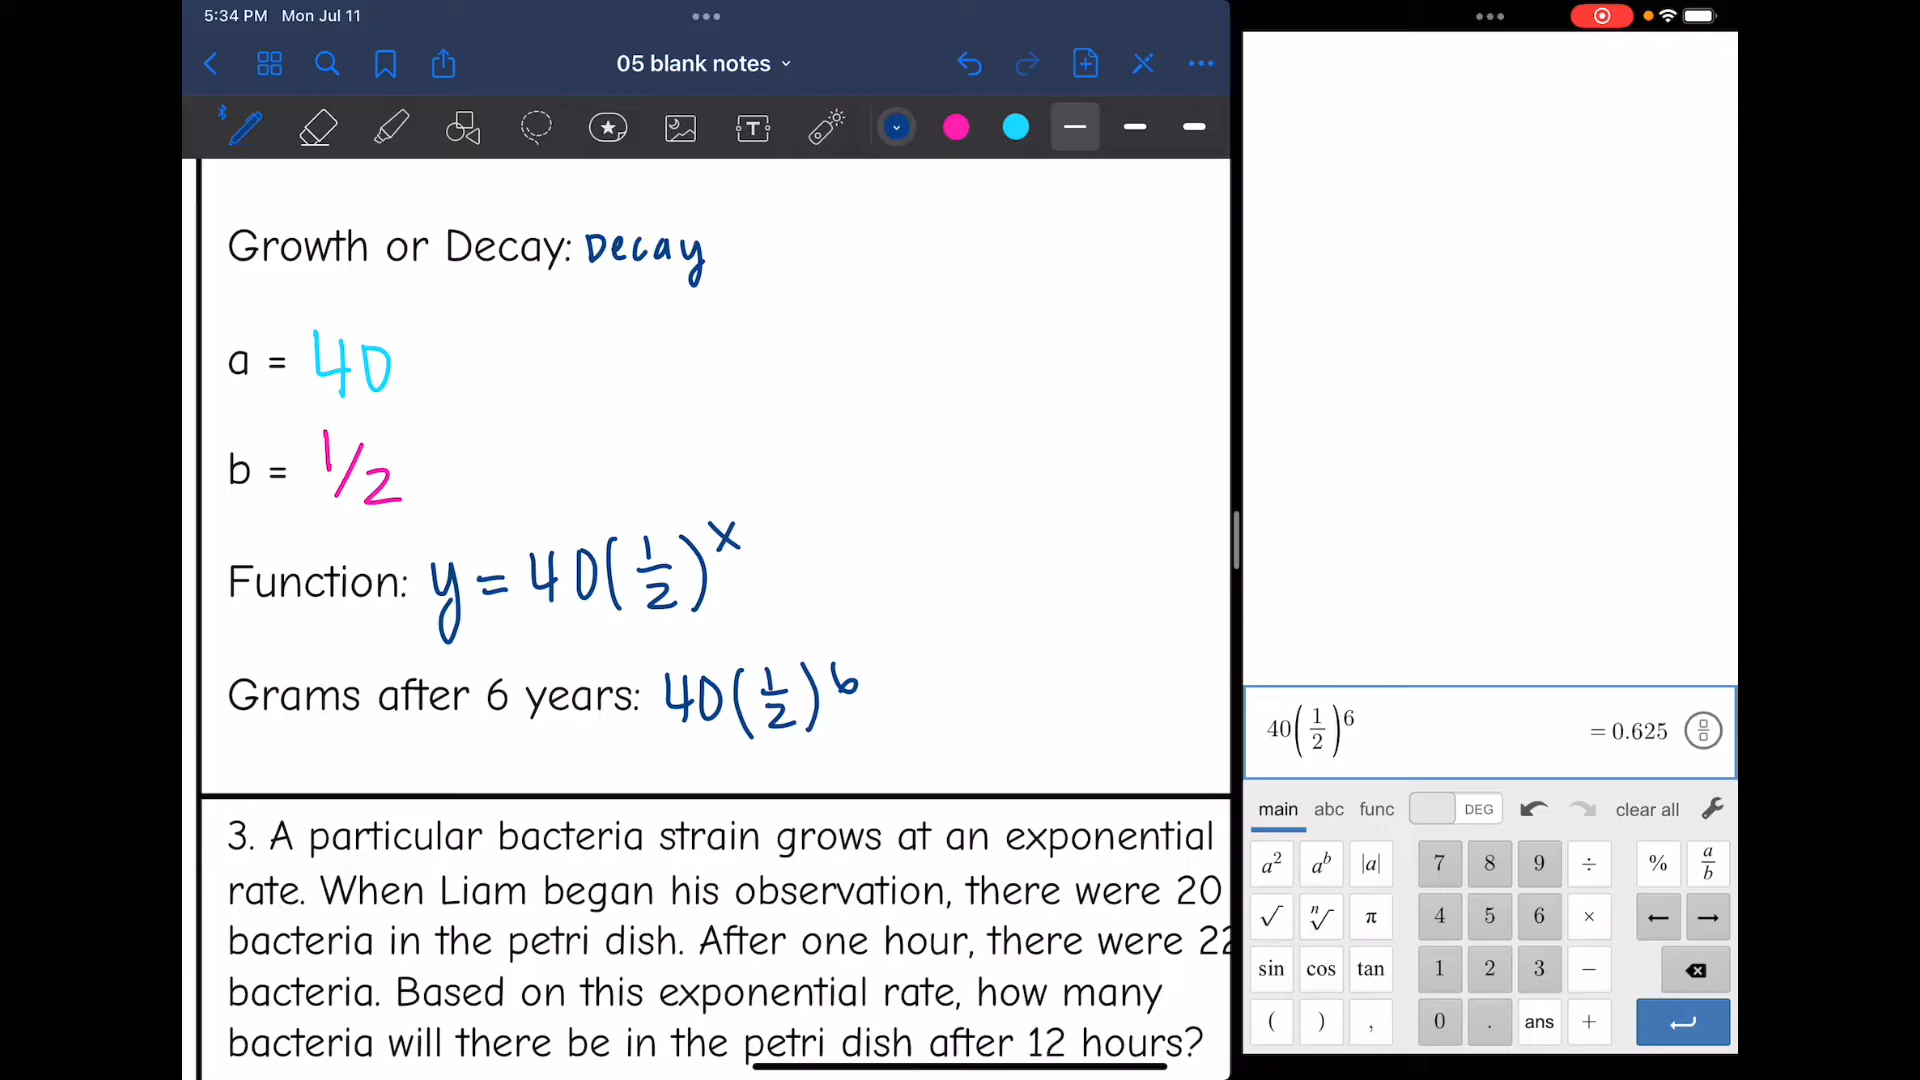 5:34 PM Mon Jul 11
05 blank notes
T
Growth or Decay: Decay
a = 40
b = 1/2
Function: y = 40(1/2)^x
Grams after 6 years: 40(1/2)^6
3. A particular bacteria strain grows at an exponential
rate. When Liam began his observation, there were 20
bacteria in the petri dish. After one hour, there were 22
bacteria. Based on this exponential rate, how many
bacteria will there be in the petri dish after 12 hours?
40(1/2)^6 = 0.625
main abc func DEG clear all
a² a^b |a| 7 8 9 ÷ % a/b
√ ⁿ√ π 4 5 6 × ← →
sin cos tan 1 2 3 −
( ) , 0 . ans +